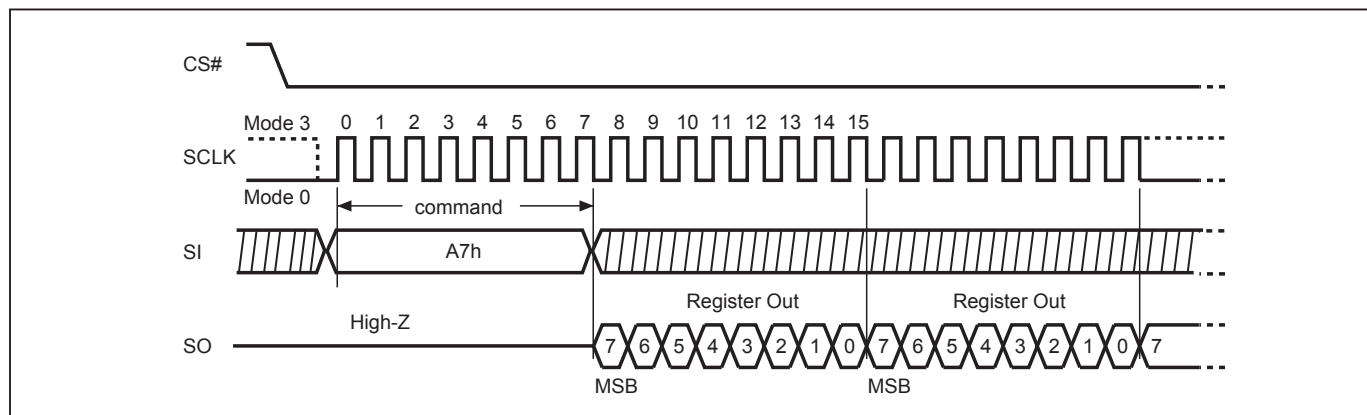 CS#
Mode 3 0 1 2 3 4 5 6 7 8 9 10 11 12 13 14 15
SCLK
Mode 0
command
SI A7h
Register Out Register Out
High-Z
SO 7 6 5 4 3 2 1 0 7 6 5 4 3 2 1 0 7
MSB MSB